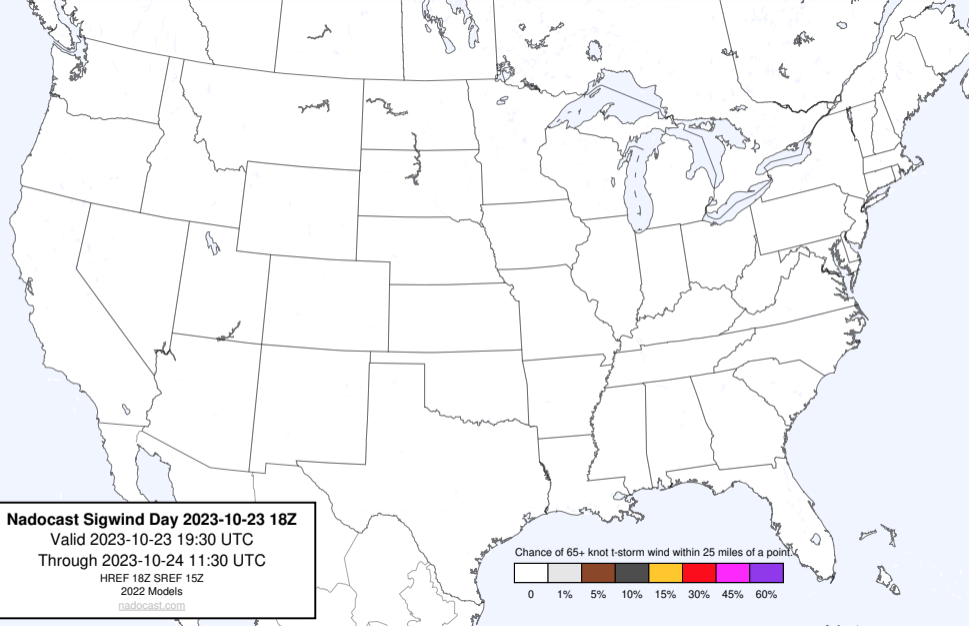 Nadocast Sigwind Day 2023-10-23 18Z
Valid 2023-10-23 19:30 UTC
Through 2023-10-24 11:30 UTC
HREF 18Z SREF 15Z
2022 Models
nadocast.com
Chance of 65+ knot t-storm wind within 25 miles of a point.
0 1% 5% 10% 15% 30% 45% 60%